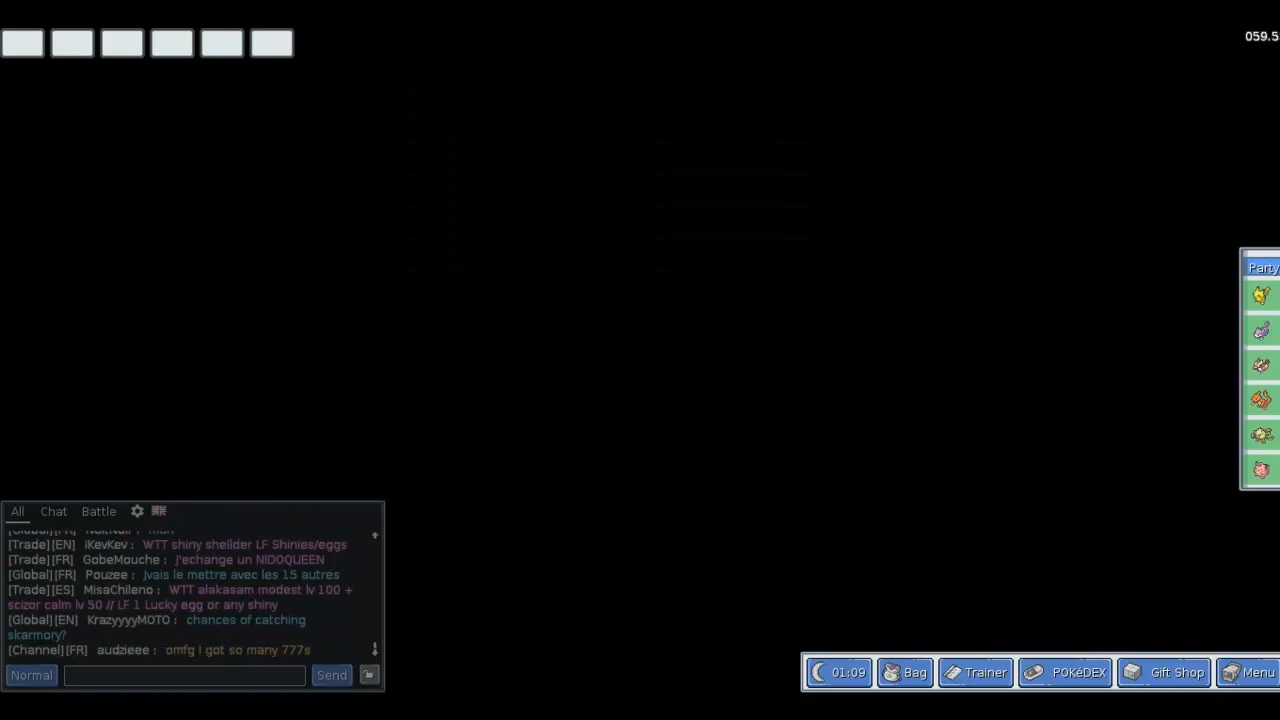 059.5
Party
All Chat Battle
[Trade][EN] iKevKev : WTT shiny shellder LF Shinies/eggs
[Trade][FR] GobeMouche : j'echange un NIDOQUEEN
[Global][FR] Pouzee : Jvais le mettre avec les 15 autres
[Trade][ES] MisaChileno : WTT alakasam modest lv 100 +
scizor calm lv 50 // LF 1 Lucky egg or any shiny
[Global][EN] KrazyyyyMOTO : chances of catching
skarmory?
[Channel][FR] audzieee : omfg I got so many 777s
Normal Send
01:09 Bag Trainer POKéDEX Gift Shop Menu